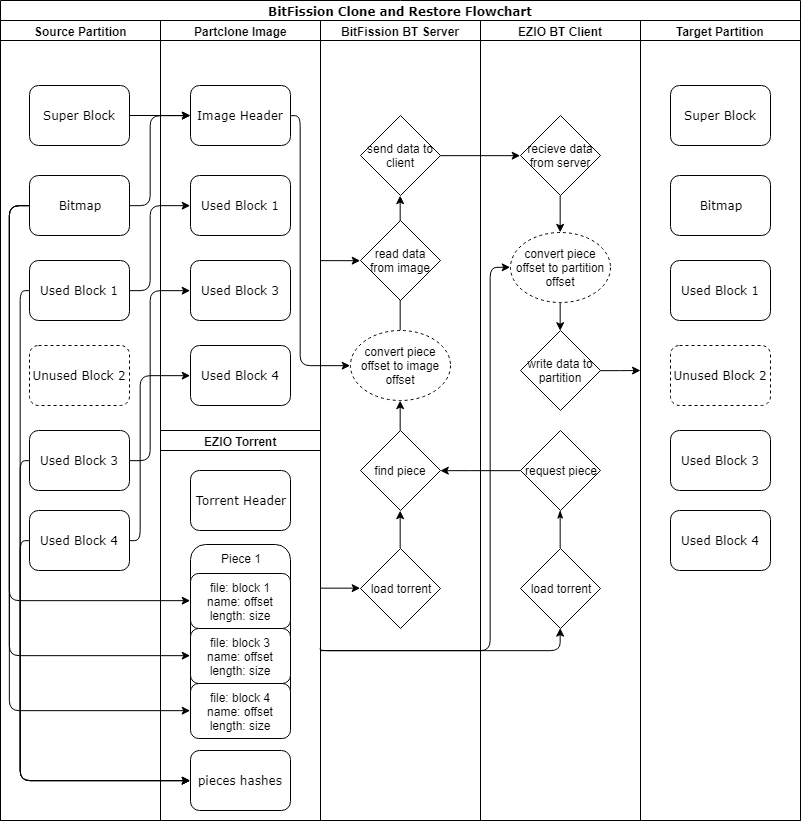 BitFission Clone and Restore Flowchart
Source Partition
Partclone Image
BitFission BT Server
EZIO BT Client
Target Partition
Super Block
Bitmap
Used Block 1
Unused Block 2
Used Block 3
Used Block 4
Image Header
Used Block 1
Used Block 3
Used Block 4
EZIO Torrent
Torrent Header
Piece 1
file: block 1
name: offset
length: size
file: block 3
name: offset
length: size
file: block 4
name: offset
length: size
pieces hashes
send data to
client
read data
from image
convert piece
offset to image
offset
find piece
load torrent
recieve data
from server
convert piece
offset to partition
offset
write data to
partition
request piece
load torrent
Super Block
Bitmap
Used Block 1
Unused Block 2
Used Block 3
Used Block 4